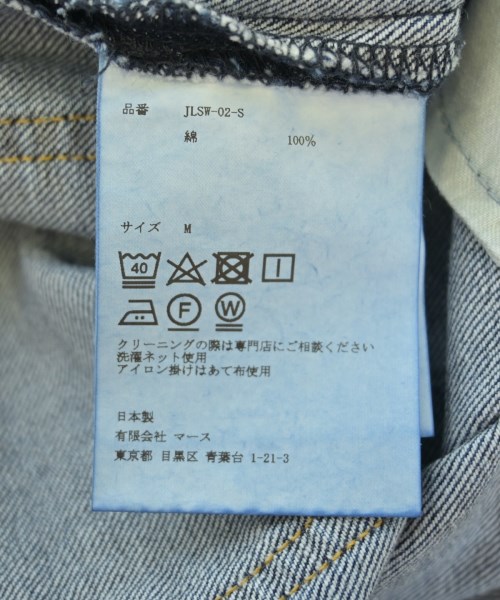 品番 JLSW-02-S
綿 100%
サイズ M
40
F W
クリーニングの際は専門店にご相談ください
洗濯ネット使用
アイロン掛けはあて布使用
日本製
有限会社 マース
東京都 目黒区 青葉台 1-21-3